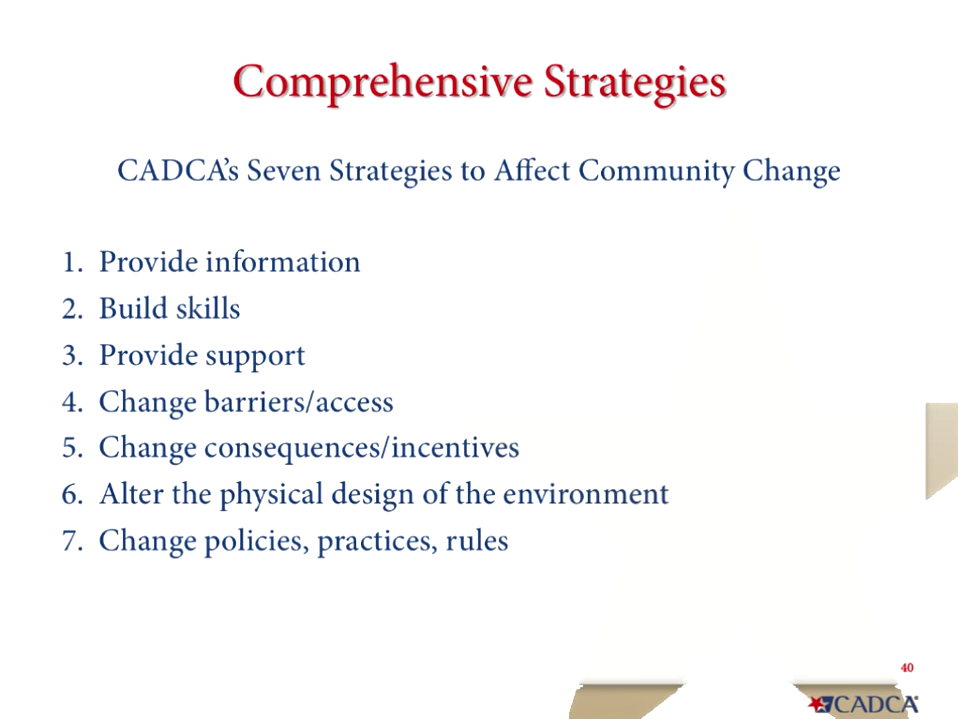 Comprehensive Strategies
CADCA's Seven Strategies to Affect Community Change
1. Provide information
2. Build skills
3. Provide support
4. Change barriers/access
5. Change consequences/incentives
6. Alter the physical design of the environment
7. Change policies, practices, rules
40
CADCA